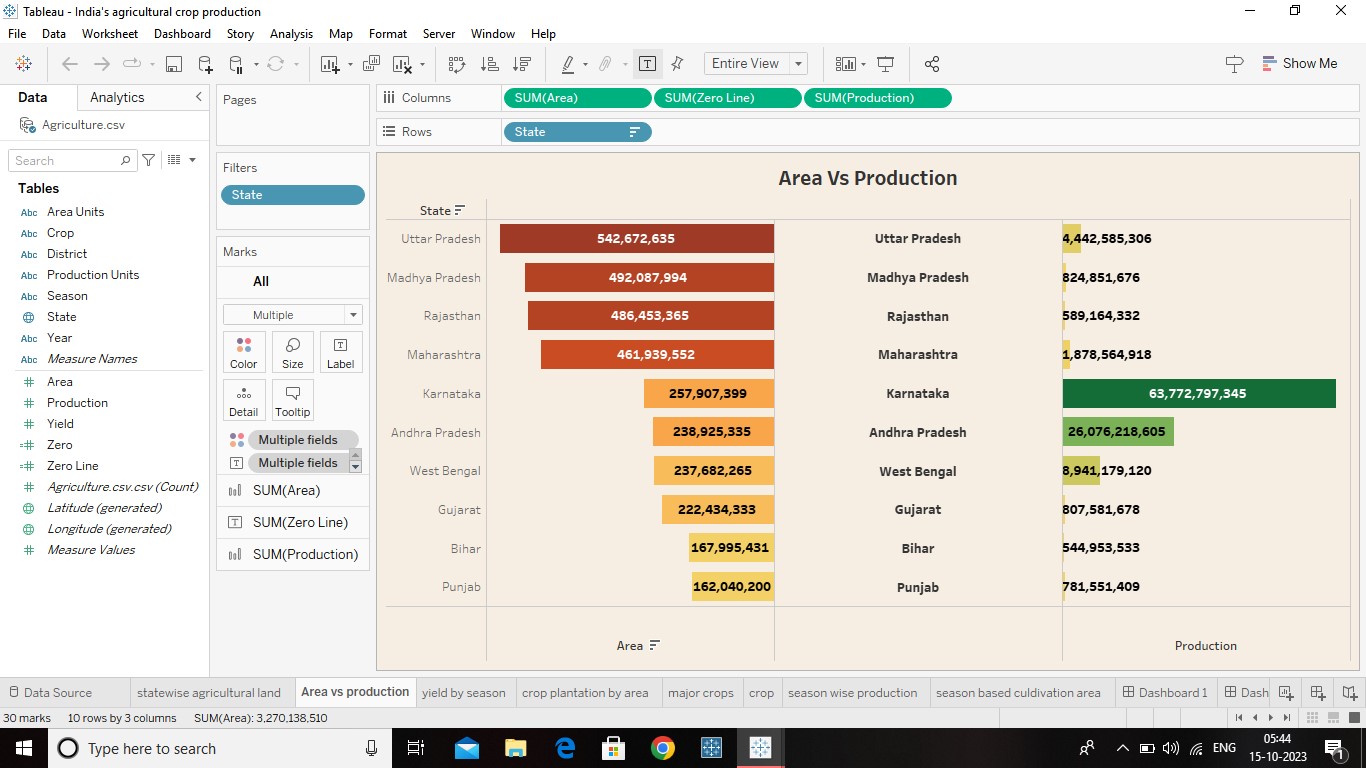 Tableau - India's agricultural crop production
File Data Worksheet Dashboard Story Analysis Map Format Server Window Help
Entire View
Show Me
Data Analytics
Agriculture.csv
Search
Tables
Abc Area Units
Abc Crop
Abc District
Abc Production Units
Abc Season
State
Abc Year
Abc Measure Names
# Area
# Production
# Yield
=# Zero
=# Zero Line
# Agriculture.csv.csv (Count)
Latitude (generated)
Longitude (generated)
# Measure Values
Pages
Filters
State
Marks
All
Multiple
Color Size Label
Detail Tooltip
Multiple fields
Multiple fields
SUM(Area)
SUM(Zero Line)
SUM(Production)
Columns SUM(Area) SUM(Zero Line) SUM(Production)
Rows State
Area Vs Production
State
Uttar Pradesh 542,672,635 Uttar Pradesh 4,442,585,306
Madhya Pradesh 492,087,994 Madhya Pradesh 824,851,676
Rajasthan 486,453,365 Rajasthan 589,164,332
Maharashtra 461,939,552 Maharashtra 1,878,564,918
Karnataka 257,907,399 Karnataka 63,772,797,345
Andhra Pradesh 238,925,335 Andhra Pradesh 26,076,218,605
West Bengal 237,682,265 West Bengal 8,941,179,120
Gujarat 222,434,333 Gujarat 807,581,678
Bihar 167,995,431 Bihar 544,953,533
Punjab 162,040,200 Punjab 781,551,409
Area Production
Data Source statewise agricultural land Area vs production yield by season crop plantation by area major crops crop season wise production season based culdivation area Dashboard 1 Dash
30 marks 10 rows by 3 columns SUM(Area): 3,270,138,510
Type here to search
ENG
05:44
15-10-2023
1